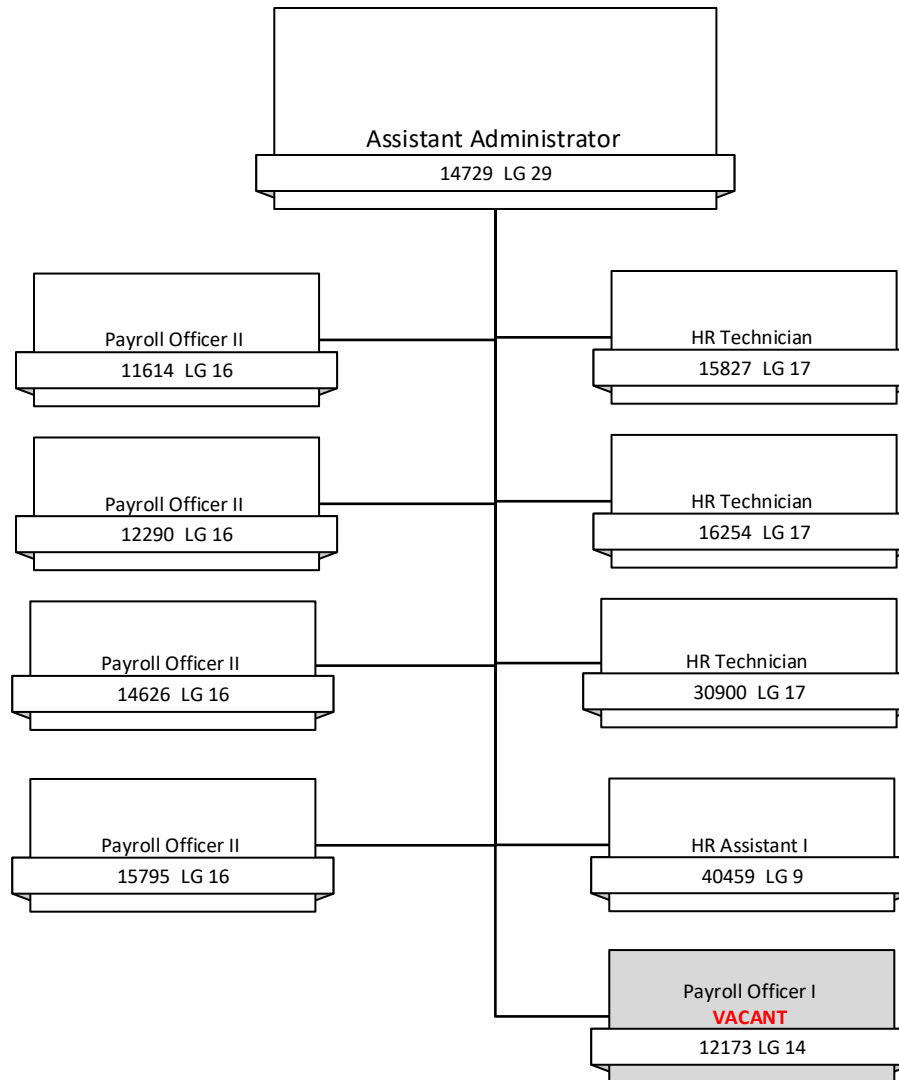 Assistant Administrator
14729 LG 29
Payroll Officer II
11614 LG 16
HR Technician
15827 LG 17
Payroll Officer II
12290 LG 16
HR Technician
16254 LG 17
Payroll Officer II
14626 LG 16
HR Technician
30900 LG 17
Payroll Officer II
15795 LG 16
HR Assistant I
40459 LG 9
Payroll Officer I
VACANT
12173 LG 14